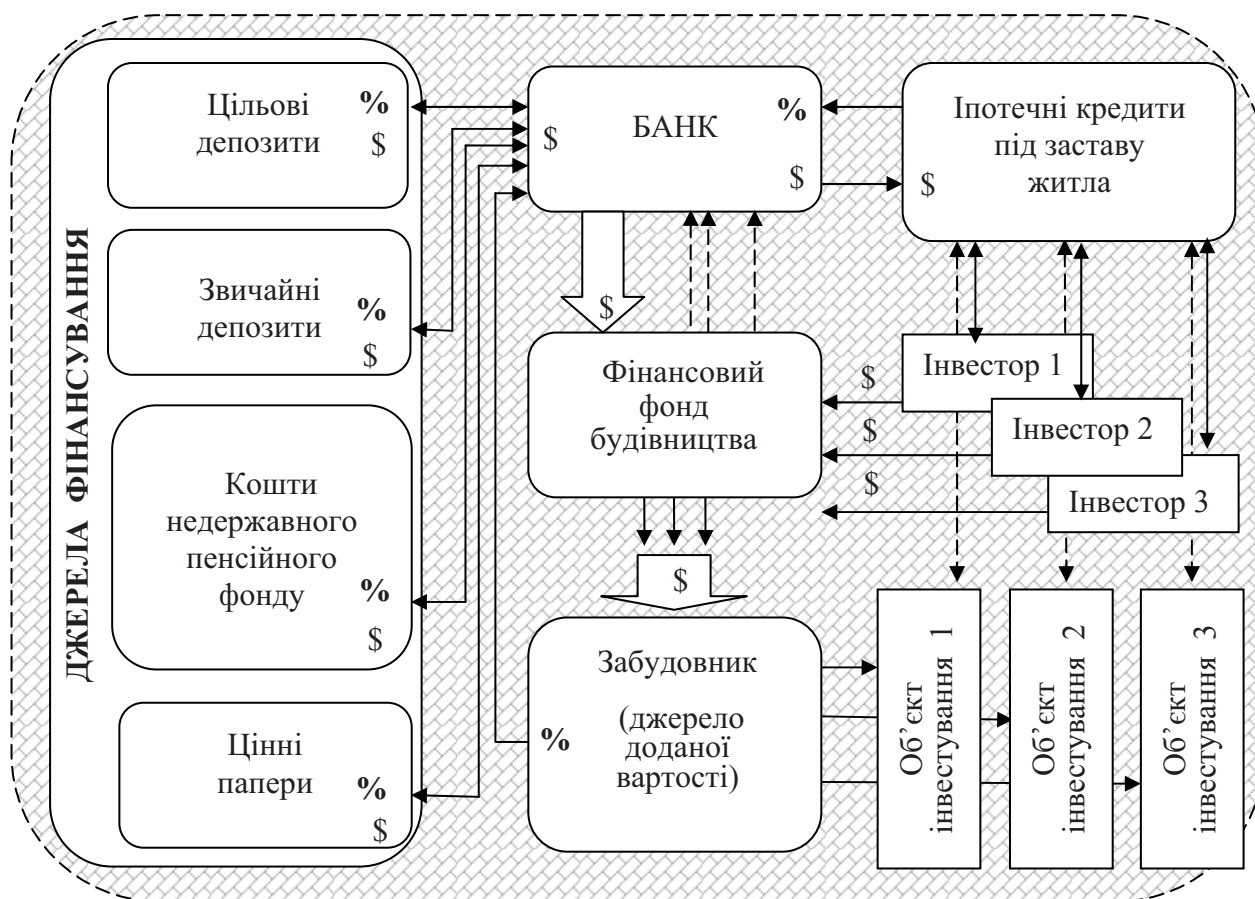 ДЖЕРЕЛА ФІНАНСУВАННЯ
Цільові
депозити
%
$
Звичайні
депозити
%
$
Кошти
недержавного
пенсійного
фонду
%
$
Цінні
папери
%
$
БАНК
%
$
$
Іпотечні кредити
під заставу
житла
$
$
Фінансовий
фонд
будівництва
$
$
$
Інвестор 1
Інвестор 2
Інвестор 3
$
Забудовник
(джерело
доданої
вартості)
%
Об’єкт
інвестування 1
Об’єкт
інвестування 2
Об’єкт
інвестування 3